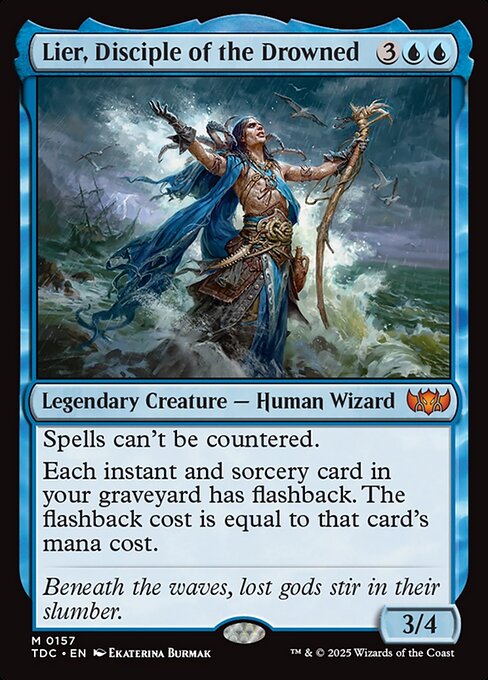 Lier, Disciple of the Drowned 3
Legendary Creature — Human Wizard
Spells can't be countered.
Each instant and sorcery card in
your graveyard has flashback. The
flashback cost is equal to that card's
mana cost.
Beneath the waves, lost gods stir in their
slumber.
3/4
M 0157
TDC • EN Ekaterina Burmak
™ & © 2025 Wizards of the Coast